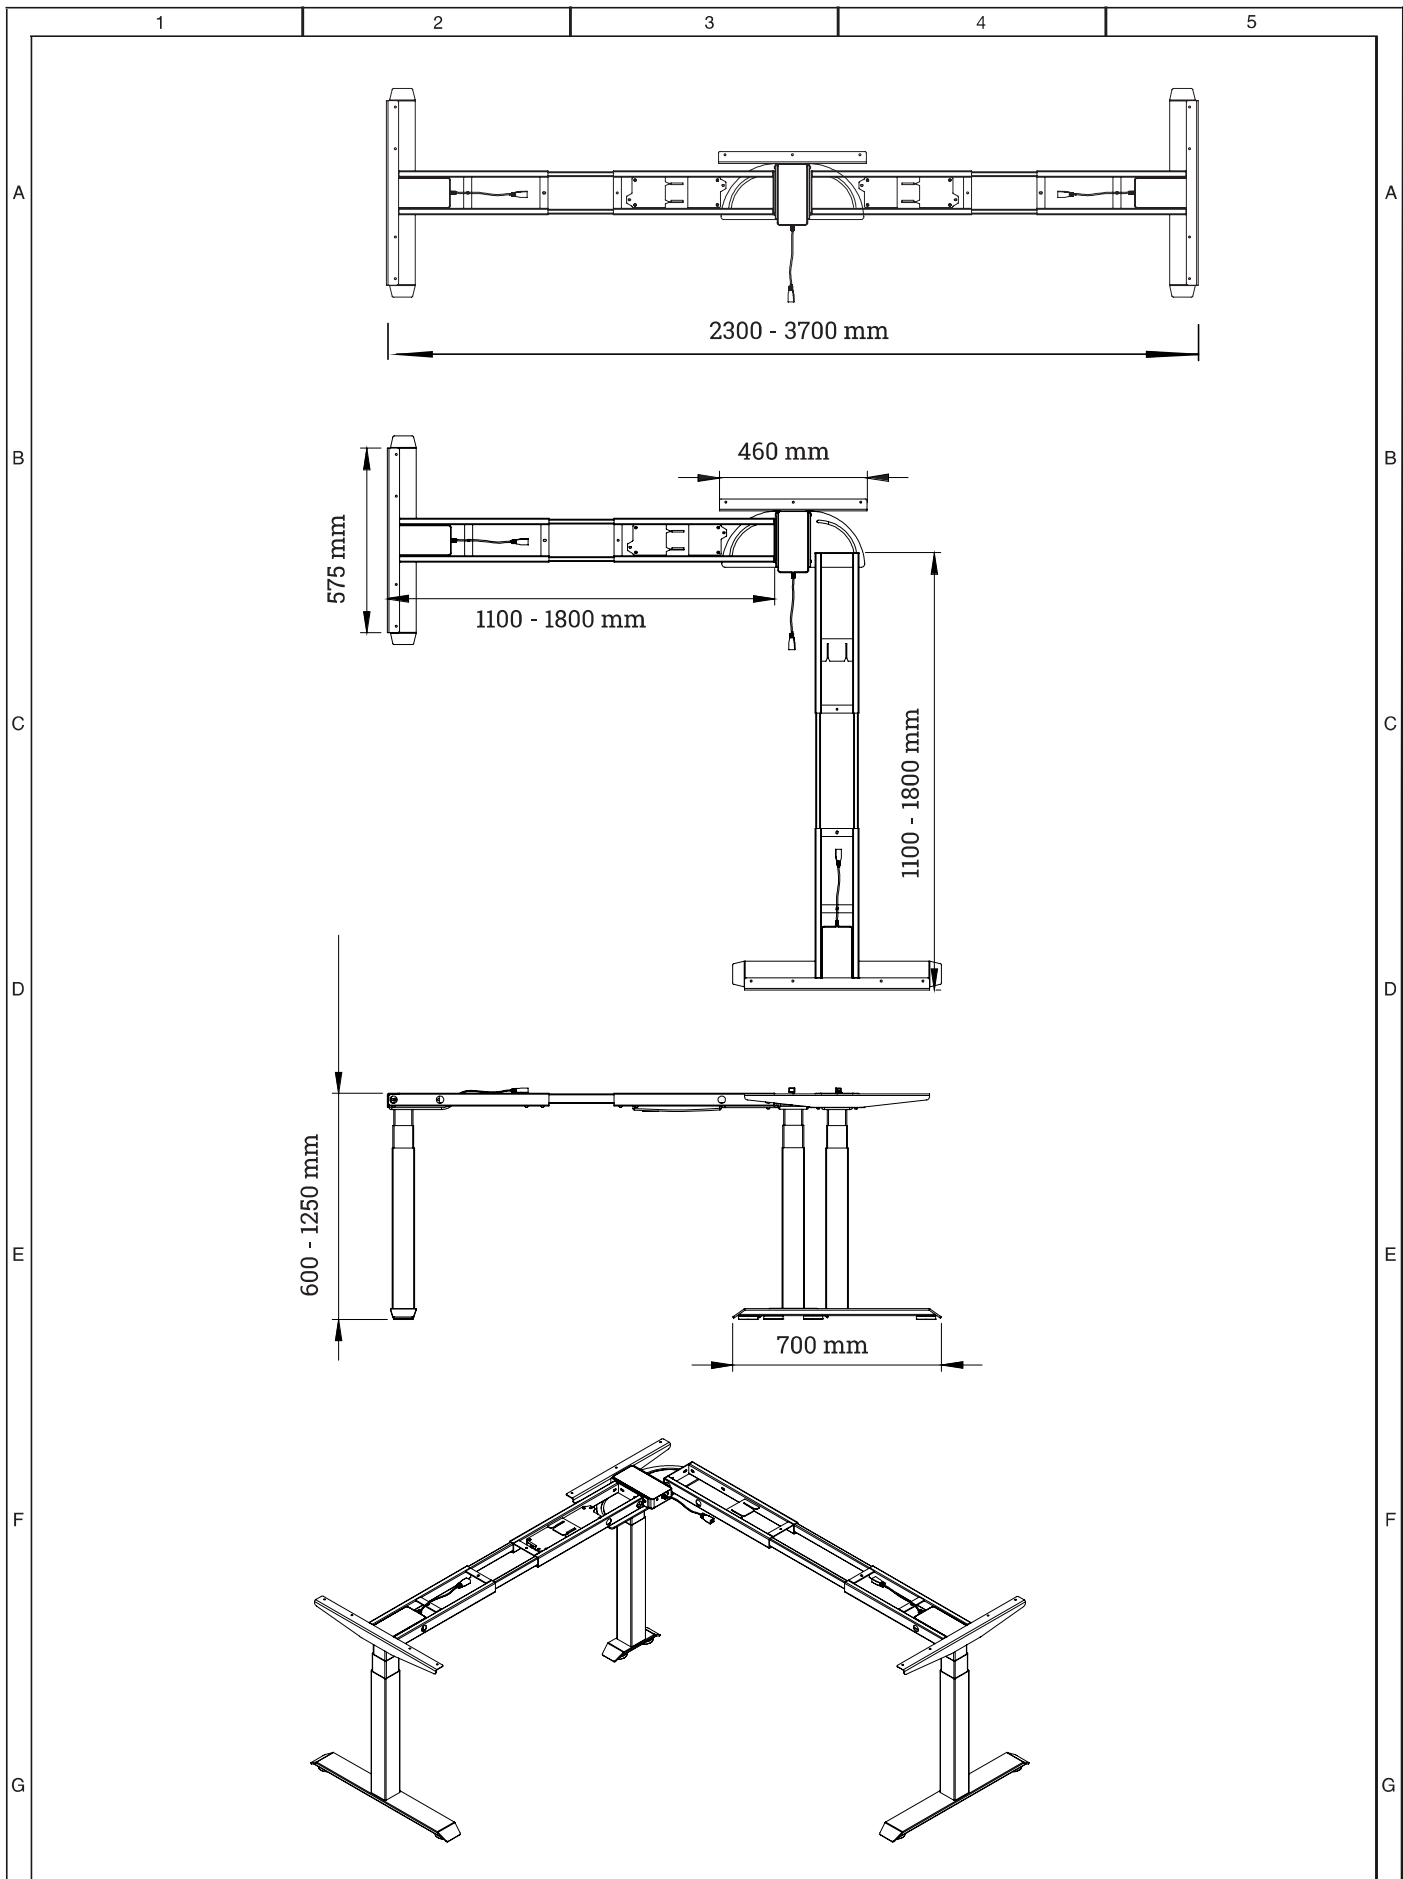 1 2 3 4 5
A A
2300 - 3700 mm
B B
460 mm
575 mm
1100 - 1800 mm
C C
1100 - 1800 mm
D D
600 - 1250 mm
E E
700 mm
F F
G G